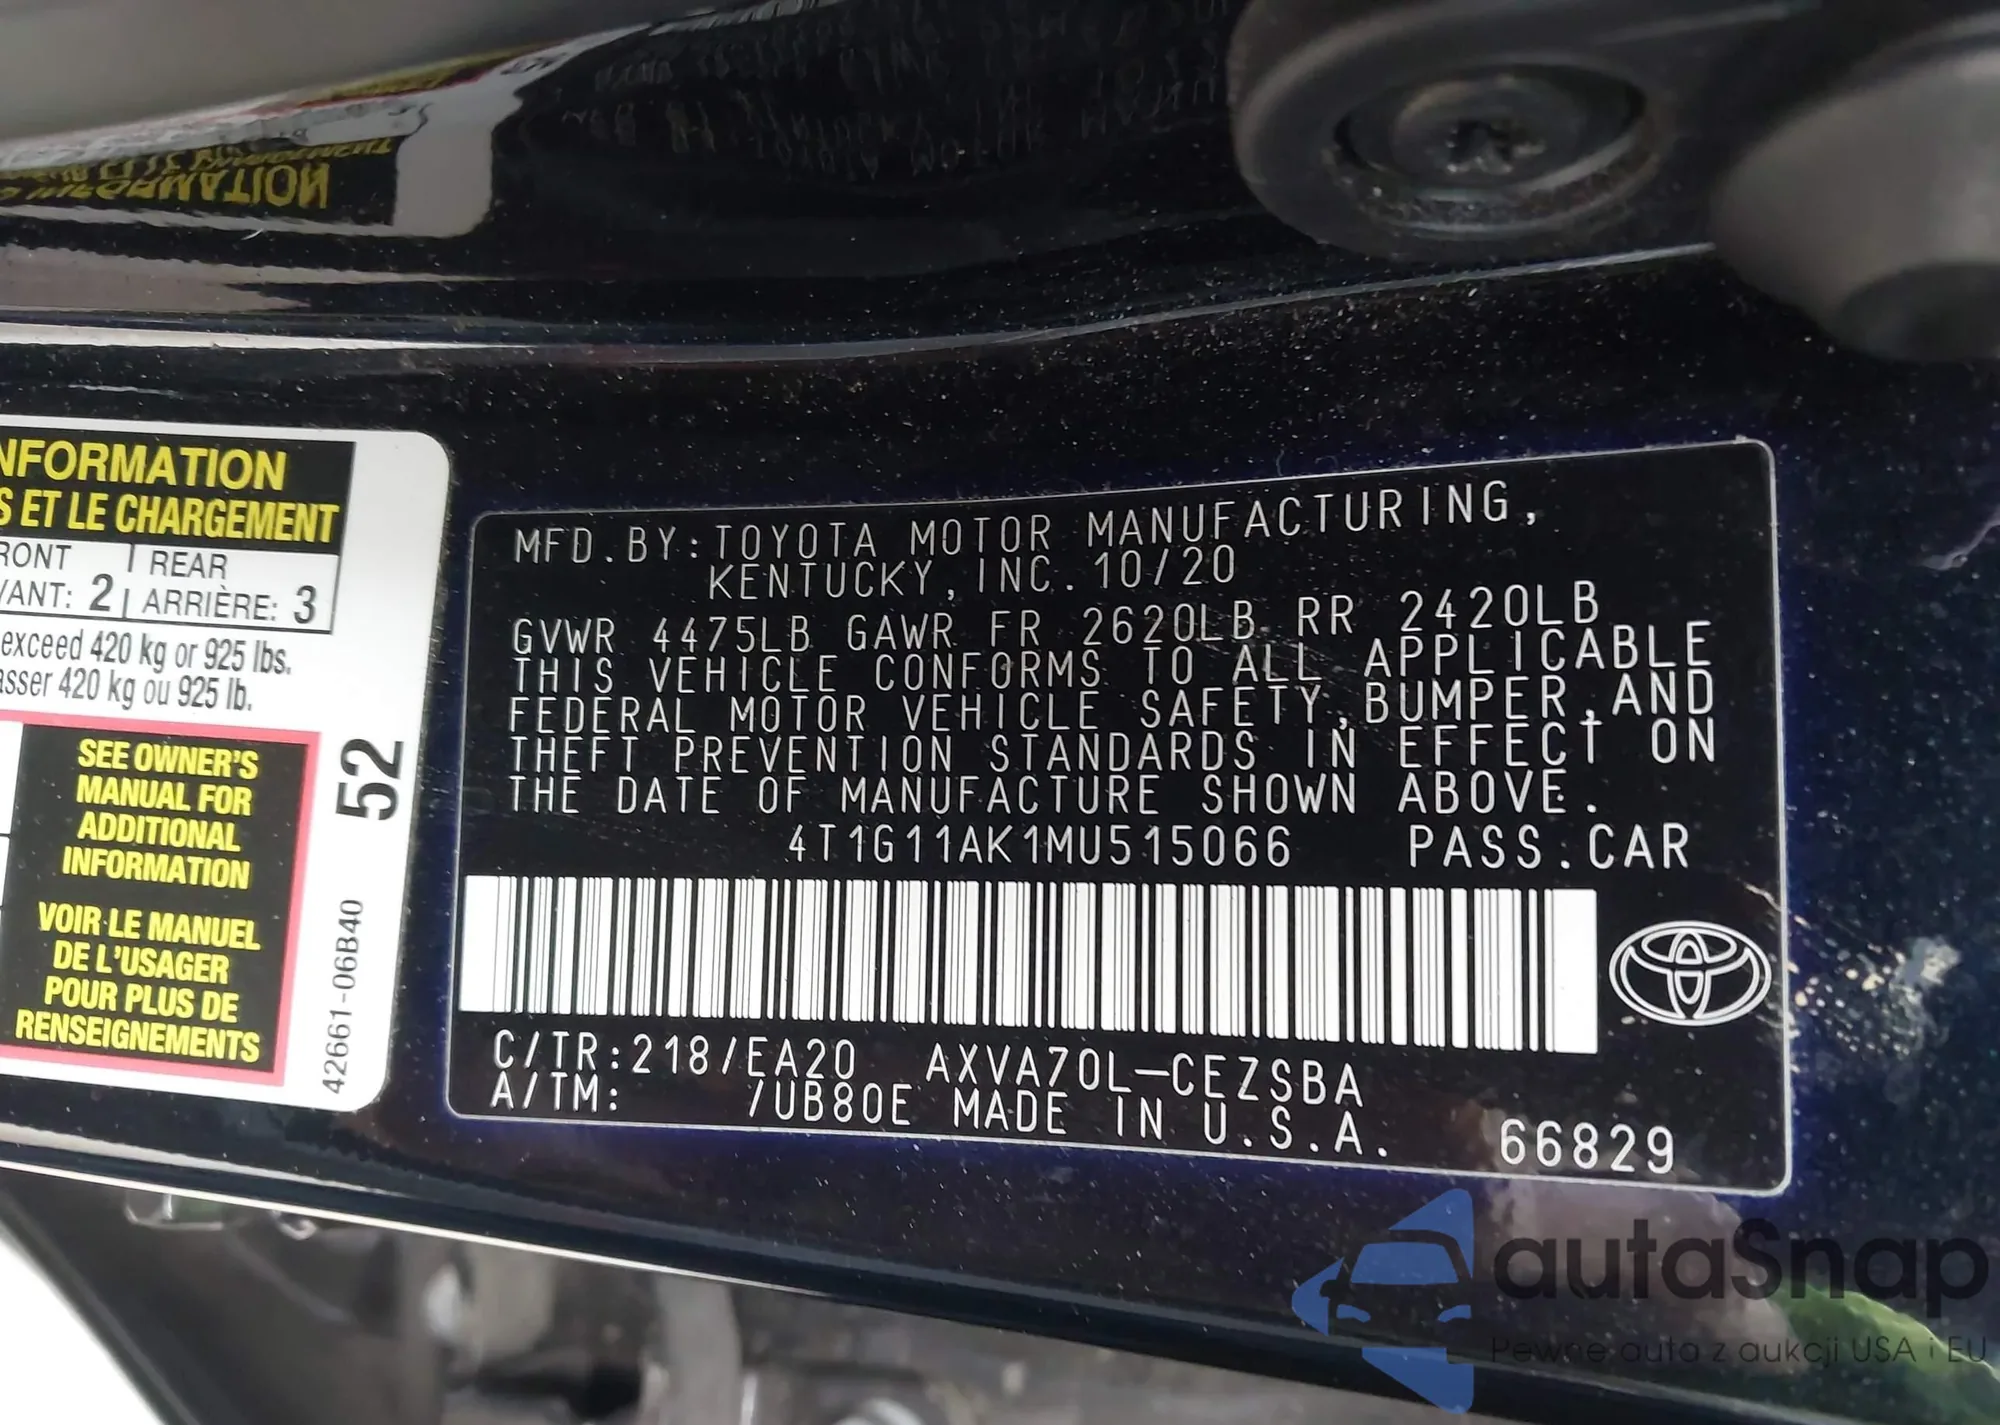 NFORMATION
S ET LE CHARGEMENT
RONT | REAR
VANT: 2 | ARRIÈRE: 3
exceed 420 kg or 925 lbs.
asser 420 kg ou 925 lb.
SEE OWNER'S
MANUAL FOR
ADDITIONAL
INFORMATION
VOIR LE MANUEL
DE L'USAGER
POUR PLUS DE
RENSEIGNEMENTS
52
42661-06B40
MFD.BY:TOYOTA MOTOR MANUFACTURING,
KENTUCKY,INC.10/20
GVWR 4475LB GAWR FR 2620LB RR 2420LB
THIS VEHICLE CONFORMS TO ALL APPLICABLE
FEDERAL MOTOR VEHICLE SAFETY,BUMPER,AND
THEFT PREVENTION STANDARDS IN EFFECT ON
THE DATE OF MANUFACTURE SHOWN ABOVE.
4T1G11AK1MU515066 PASS.CAR
C/TR:218/EA20 AXVA70L-CEZSBA
A/TM: /UB80E MADE IN U.S.A.
66829
autaSnap
Pewne auta z aukcji USA i EU